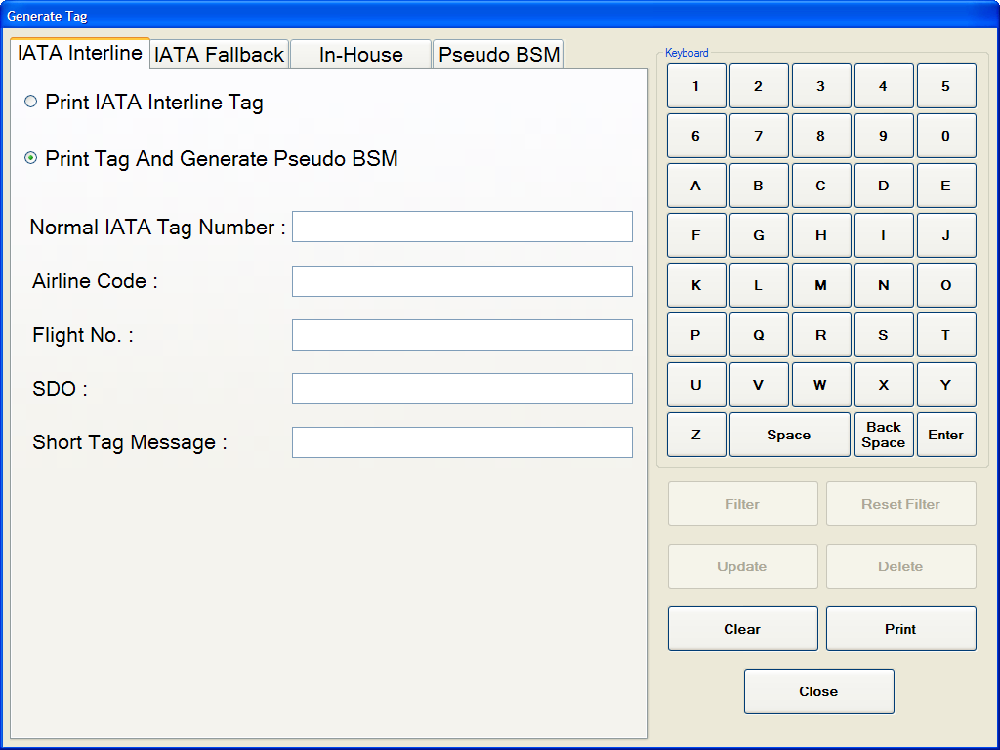 Generate Tag
IATA Interline IATA Fallback In-House Pseudo BSM
Print IATA Interline Tag
Print Tag And Generate Pseudo BSM
Normal IATA Tag Number :
Airline Code :
Flight No. :
SDO :
Short Tag Message :
Keyboard
1 2 3 4 5
6 7 8 9 0
A B C D E
F G H I J
K L M N O
P Q R S T
U V W X Y
Z Space Back Space Enter
Filter Reset Filter
Update Delete
Clear Print
Close